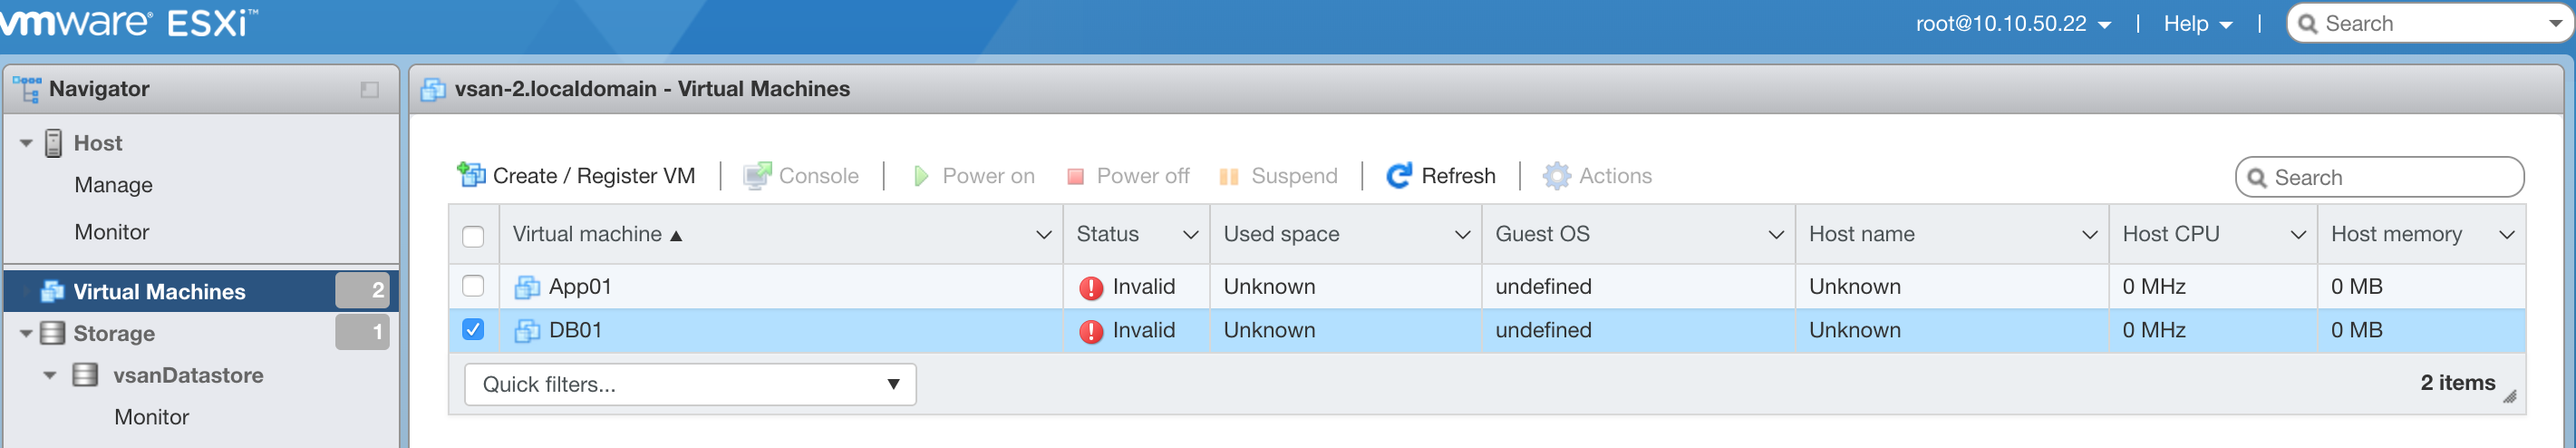 vmware® ESXi™
root@10.10.50.22 | Help | Search
Navigator
Host
Manage
Monitor
Virtual Machines 2
Storage 1
vsanDatastore
Monitor
vsan-2.localdomain - Virtual Machines
Create / Register VM | Console | Power on Power off Suspend | Refresh | Actions Search
Virtual machine ▲ Status Used space Guest OS Host name Host CPU Host memory
App01 Invalid Unknown undefined Unknown 0 MHz 0 MB
DB01 Invalid Unknown undefined Unknown 0 MHz 0 MB
Quick filters... 2 items